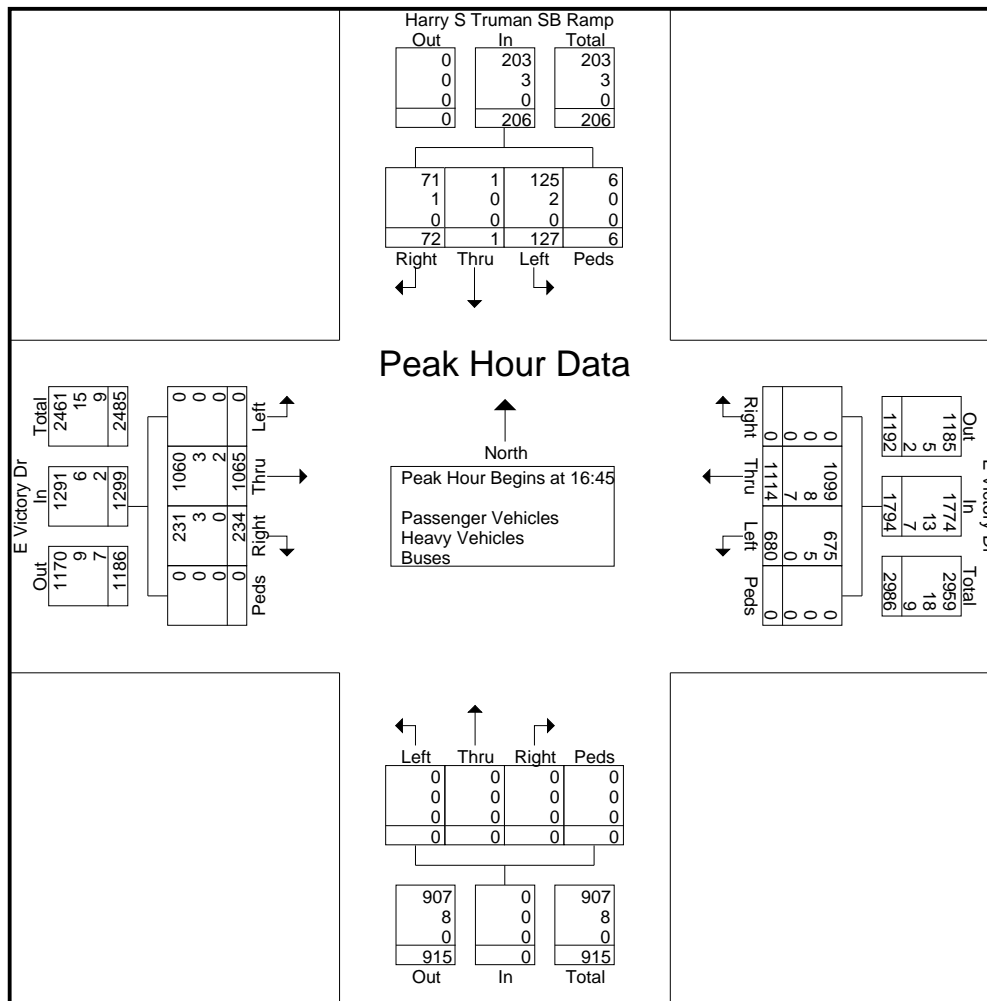 Harry S Truman SB Ramp
Out In Total
0 203 203
0 3 3
0 0 0
0 206 206
71 1 125 6
1 0 2 0
0 0 0 0
72 1 127 6
Right Thru Left Peds
Peak Hour Data
North
Peak Hour Begins at 16:45
Passenger Vehicles
Heavy Vehicles
Buses
E Victory Dr
Out In Total
1170 1291 2461
9 6 15
7 2 9
1186 1299 2485
Peds Right Thru Left
0 231 1060 0
0 3 3 0
0 0 2 0
0 234 1065 0
E Victory Dr
Out In Total
1185 1774 2959
5 13 18
2 7 9
1192 1794 2986
0 1099 675 0
0 8 5 0
0 7 0 0
0 1114 680 0
Right Thru Left Peds
Left Thru Right Peds
0 0 0 0
0 0 0 0
0 0 0 0
0 0 0 0
907 0 907
8 0 8
0 0 0
915 0 915
Out In Total